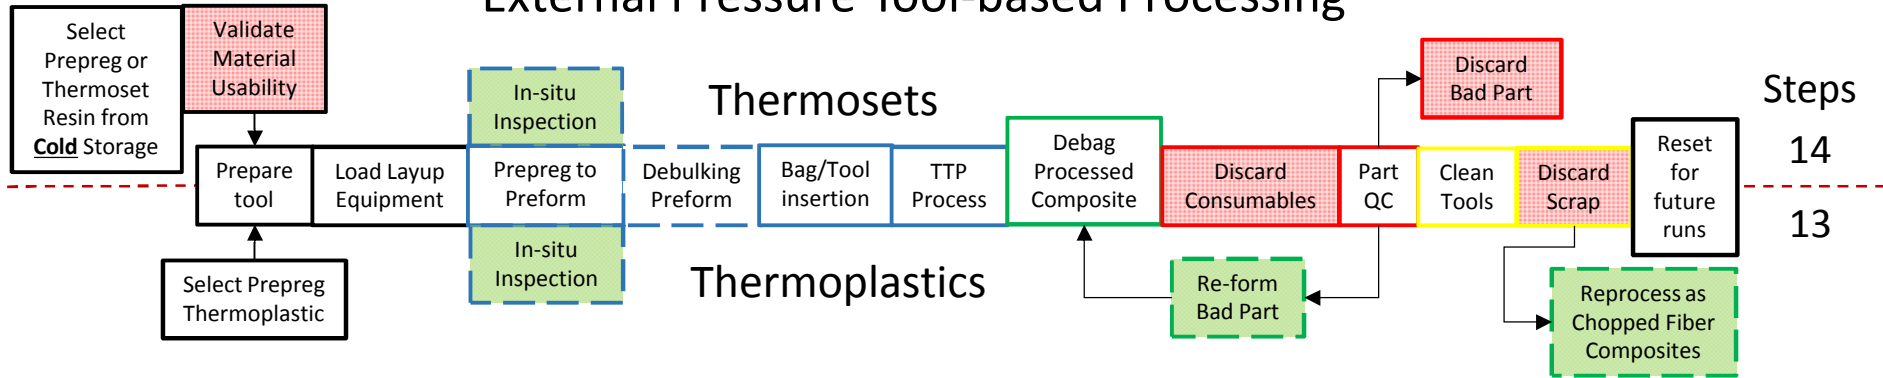 External Pressure Tool-based Processing
Select
Prepreg or
Thermoset
Resin from
Cold Storage
Validate
Material
Usability
In-situ
Inspection
Thermosets
Discard
Bad Part
Steps
14
Prepare
tool
Load Layup
Equipment
Prepreg to
Preform
Debulking
Preform
Bag/Tool
insertion
TTP
Process
Debag
Processed
Composite
Discard
Consumables
Part
QC
Clean
Tools
Discard
Scrap
Reset
for
future
runs
13
Select Prepreg
Thermoplastic
In-situ
Inspection
Thermoplastics
Re-form
Bad Part
Reprocess as
Chopped Fiber
Composites